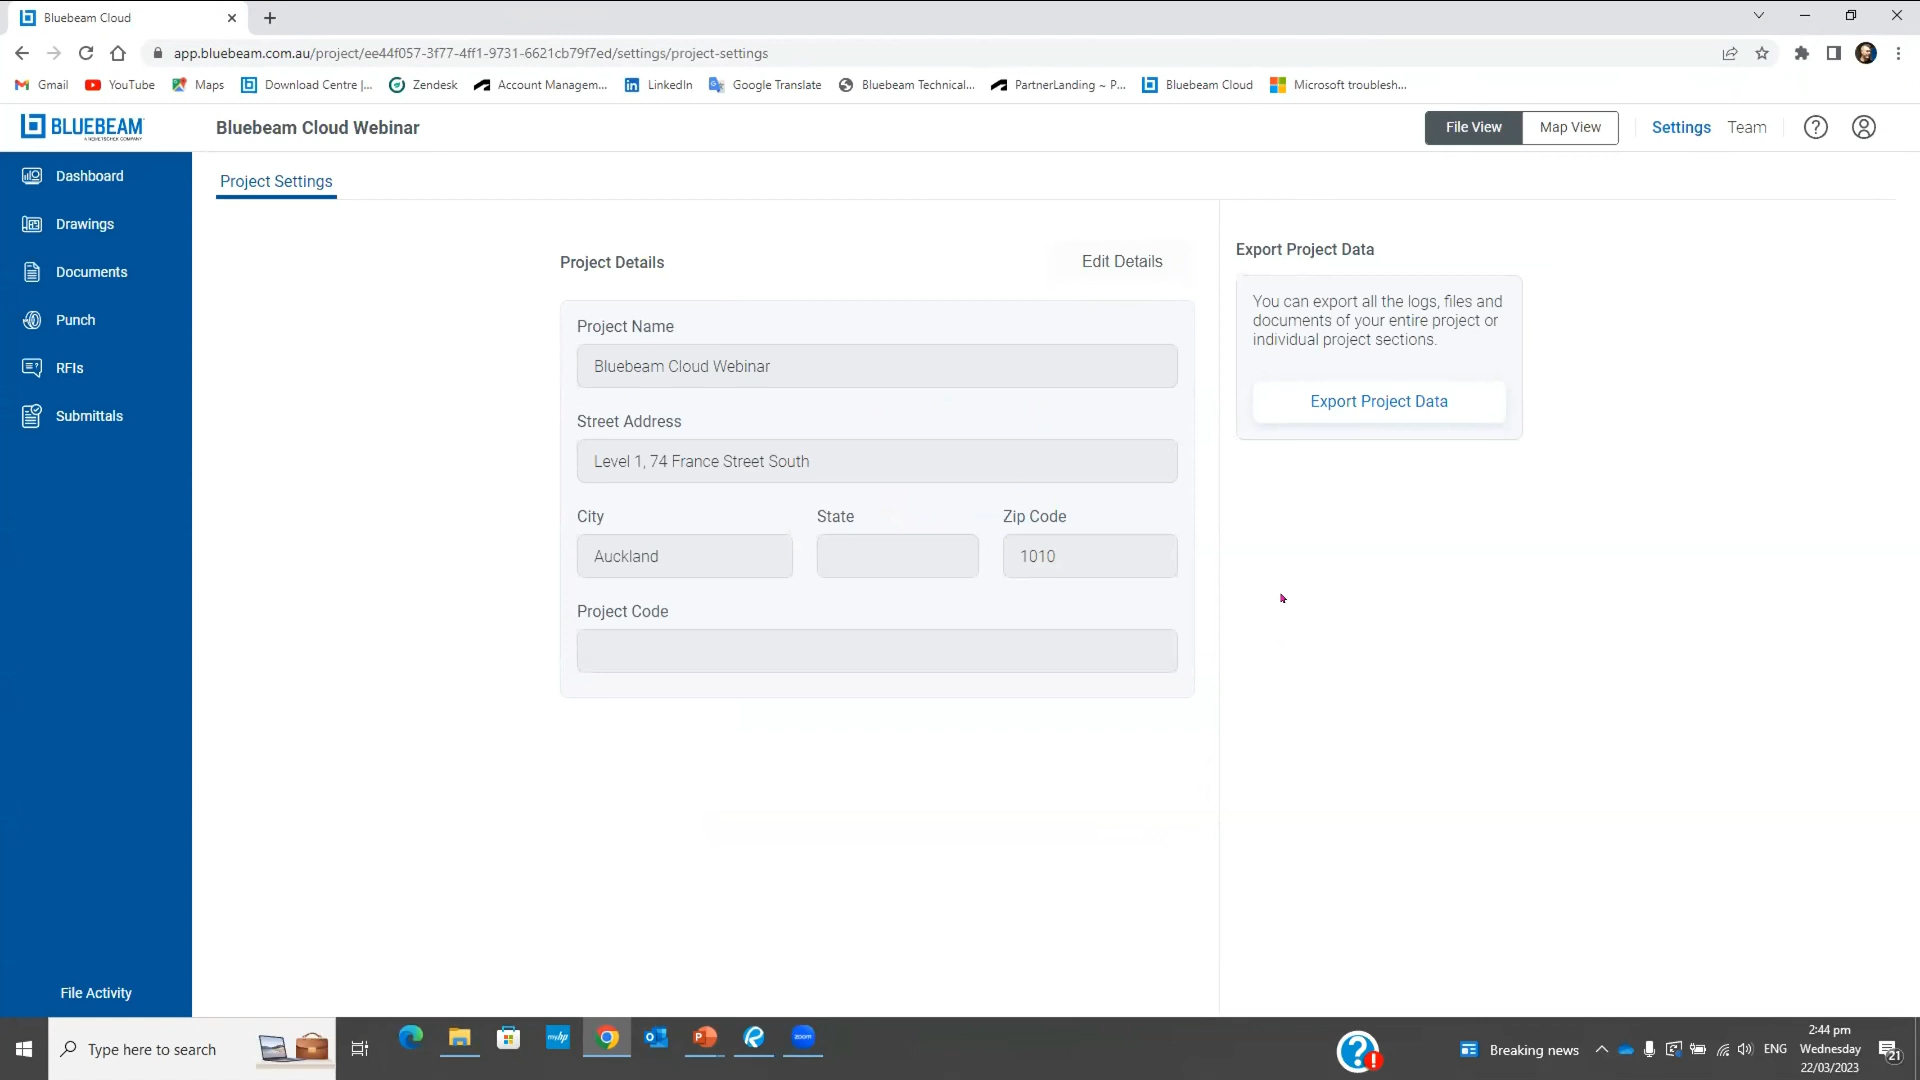 Bluebeam Cloud
app.bluebeam.com.au/project/ee44f057-3f77-4ff1-9731-6621cb79f7ed/settings/project-settings
Gmail YouTube Maps Download Centre |... Zendesk Account Managem... LinkedIn Google Translate Bluebeam Technical... PartnerLanding ~ P... Bluebeam Cloud Microsoft troublesh...
BLUEBEAM
A NEMETSCHEK COMPANY
Bluebeam Cloud Webinar
File View Map View Settings Team
Dashboard
Drawings
Documents
Punch
RFIs
Submittals
File Activity
Project Settings
Project Details
Edit Details
Project Name
Bluebeam Cloud Webinar
Street Address
Level 1, 74 France Street South
City State Zip Code
Auckland 1010
Project Code
Export Project Data
You can export all the logs, files and
documents of your entire project or
individual project sections.
Export Project Data
Type here to search
myhp
zoom
Breaking news
ENG
2:44 pm
Wednesday
22/03/2023
21